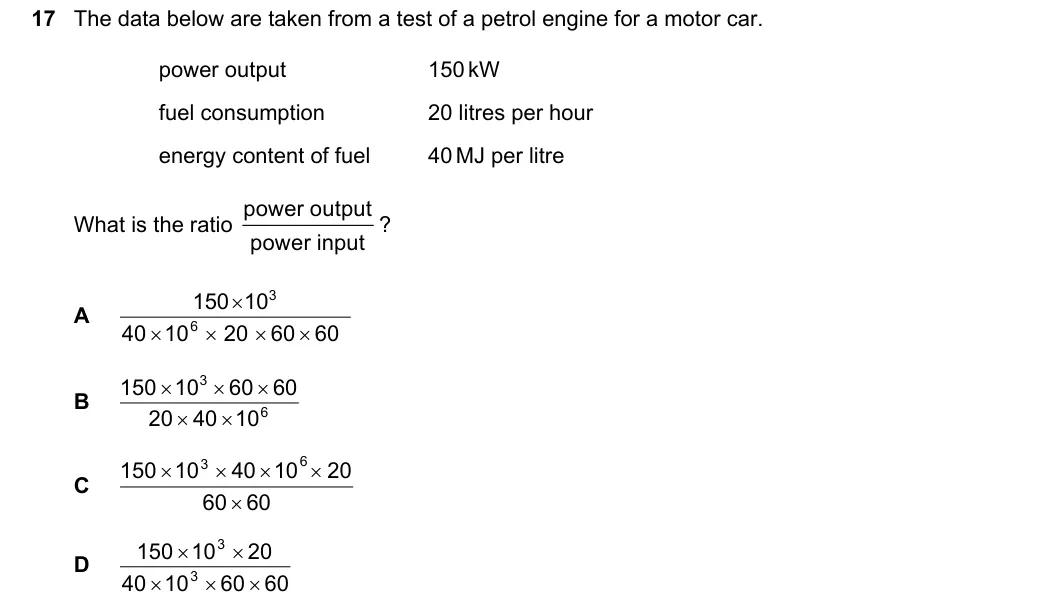 17 The data below are taken from a test of a petrol engine for a motor car.
power output 150 kW
fuel consumption 20 litres per hour
energy content of fuel 40 MJ per litre
What is the ratio power output / power input ?
A 150 × 10³ / 40 × 10⁶ × 20 × 60 × 60
B 150 × 10³ × 60 × 60 / 20 × 40 × 10⁶
C 150 × 10³ × 40 × 10⁶ × 20 / 60 × 60
D 150 × 10³ × 20 / 40 × 10³ × 60 × 60